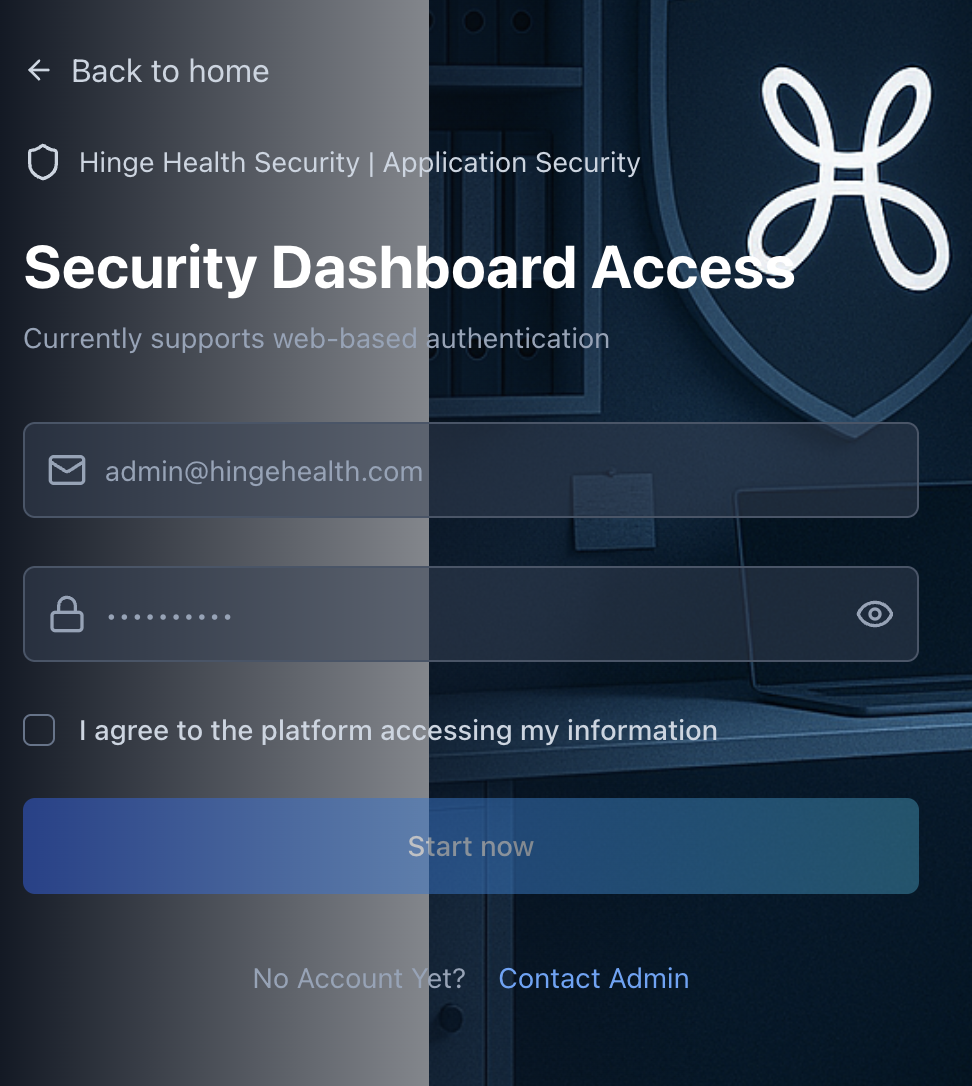 Back to home
Hinge Health Security | Application Security
Security Dashboard Access
Currently supports web-based authentication
admin@hingehealth.com
••••••••••
I agree to the platform accessing my information
Start now
No Account Yet? Contact Admin